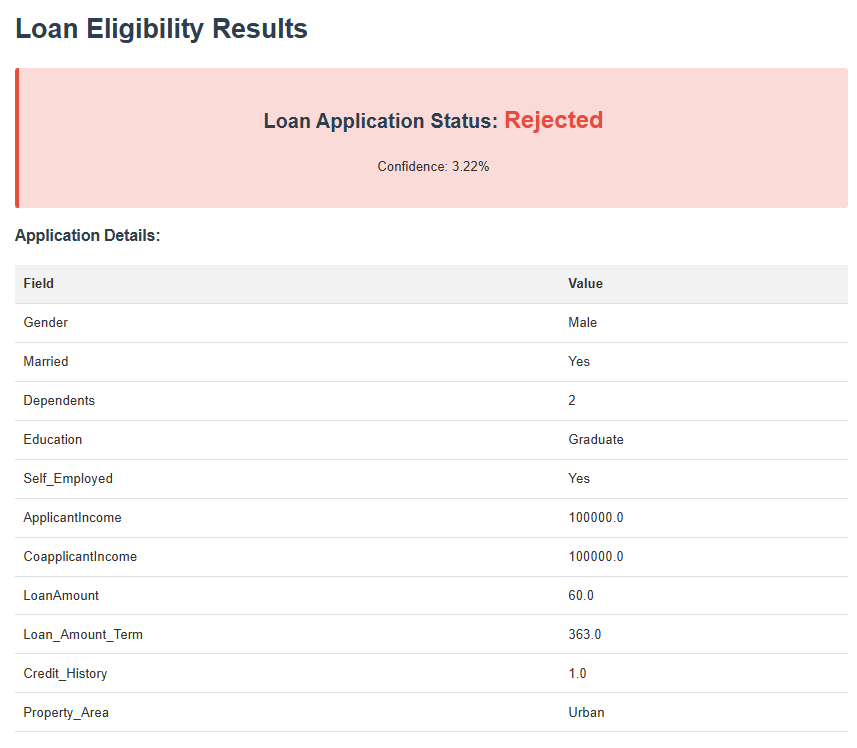 Loan Eligibility Results
Loan Application Status: Rejected
Confidence: 3.22%
Application Details:
Field Value
Gender Male
Married Yes
Dependents 2
Education Graduate
Self_Employed Yes
ApplicantIncome 100000.0
CoapplicantIncome 100000.0
LoanAmount 60.0
Loan_Amount_Term 363.0
Credit_History 1.0
Property_Area Urban